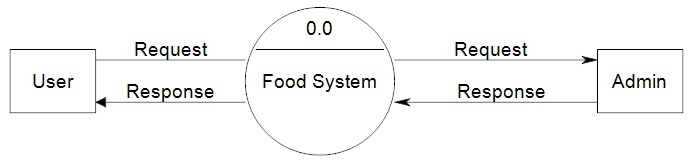 0.0
Request
Request
User
Food System
Admin
Response
Response